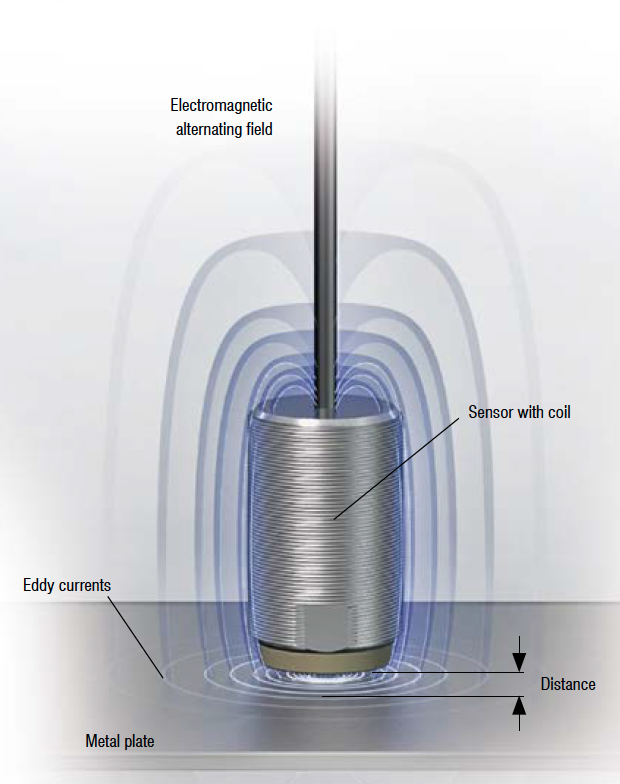 Electromagnetic
alternating field
Sensor with coil
Eddy currents
Distance
Metal plate